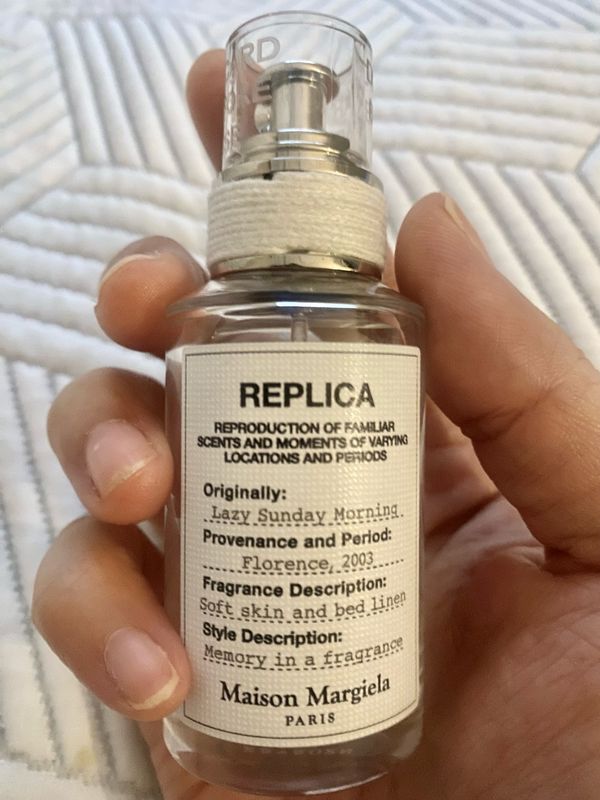 REPLICA
REPRODUCTION OF FAMILIAR
SCENTS AND MOMENTS OF VARYING
LOCATIONS AND PERIODS
Originally:
Lazy Sunday Morning
Provenance and Period:
Florence, 2003
Fragrance Description:
Soft skin and bed linen
Style Description:
Memory in a fragrance
Maison Margiela
PARIS